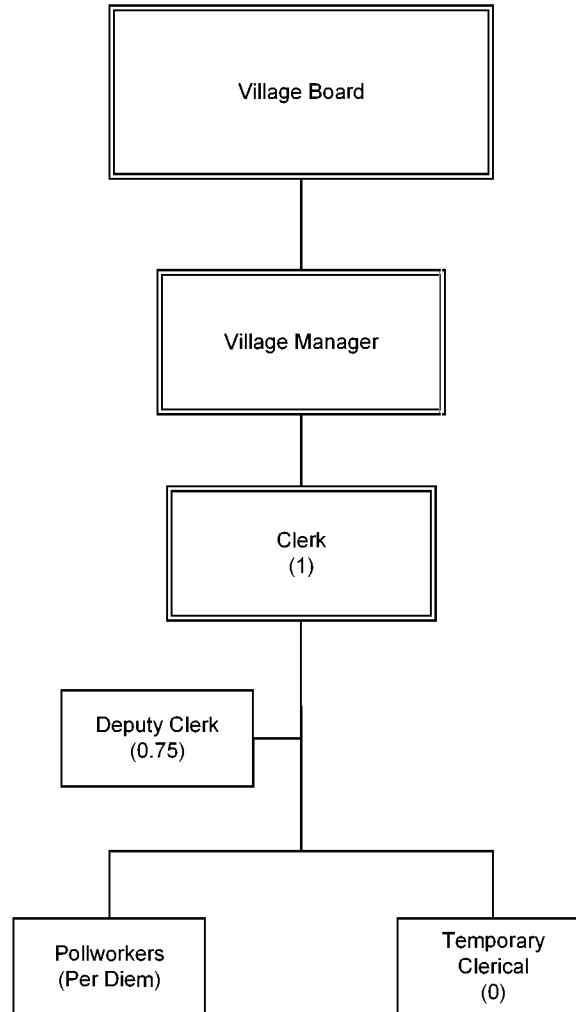 Village Board
Village Manager
Clerk
(1)
Deputy Clerk
(0.75)
Pollworkers
(Per Diem)
Temporary
Clerical
(0)